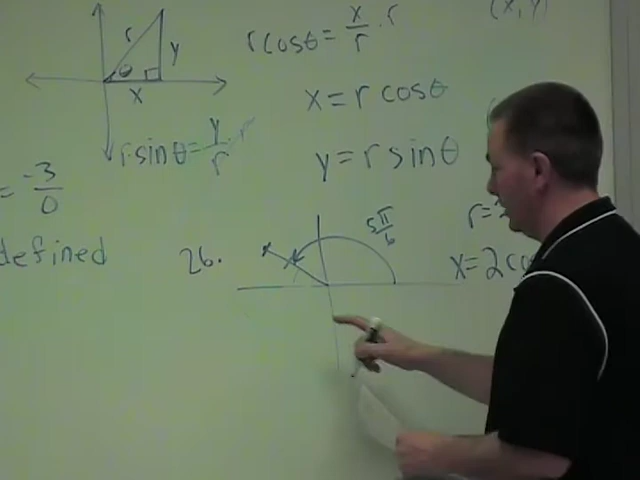 (x, y)
r cosθ = x/r · r
r
y
θ
x
x = r cosθ
r·sinθ = y/r · r
y = r sinθ
= -3/0
defined
26.
5π/6
r =
x = 2 cos